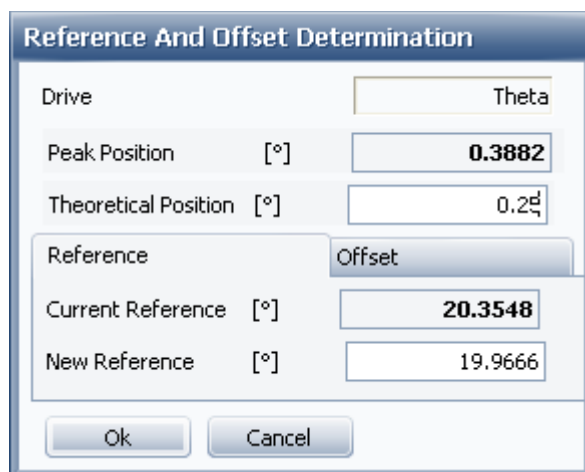 Reference And Offset Determination
Drive Theta
Peak Position [°] 0.3882
Theoretical Position [°] 0.25
Reference Offset
Current Reference [°] 20.3548
New Reference [°] 19.9666
Ok Cancel